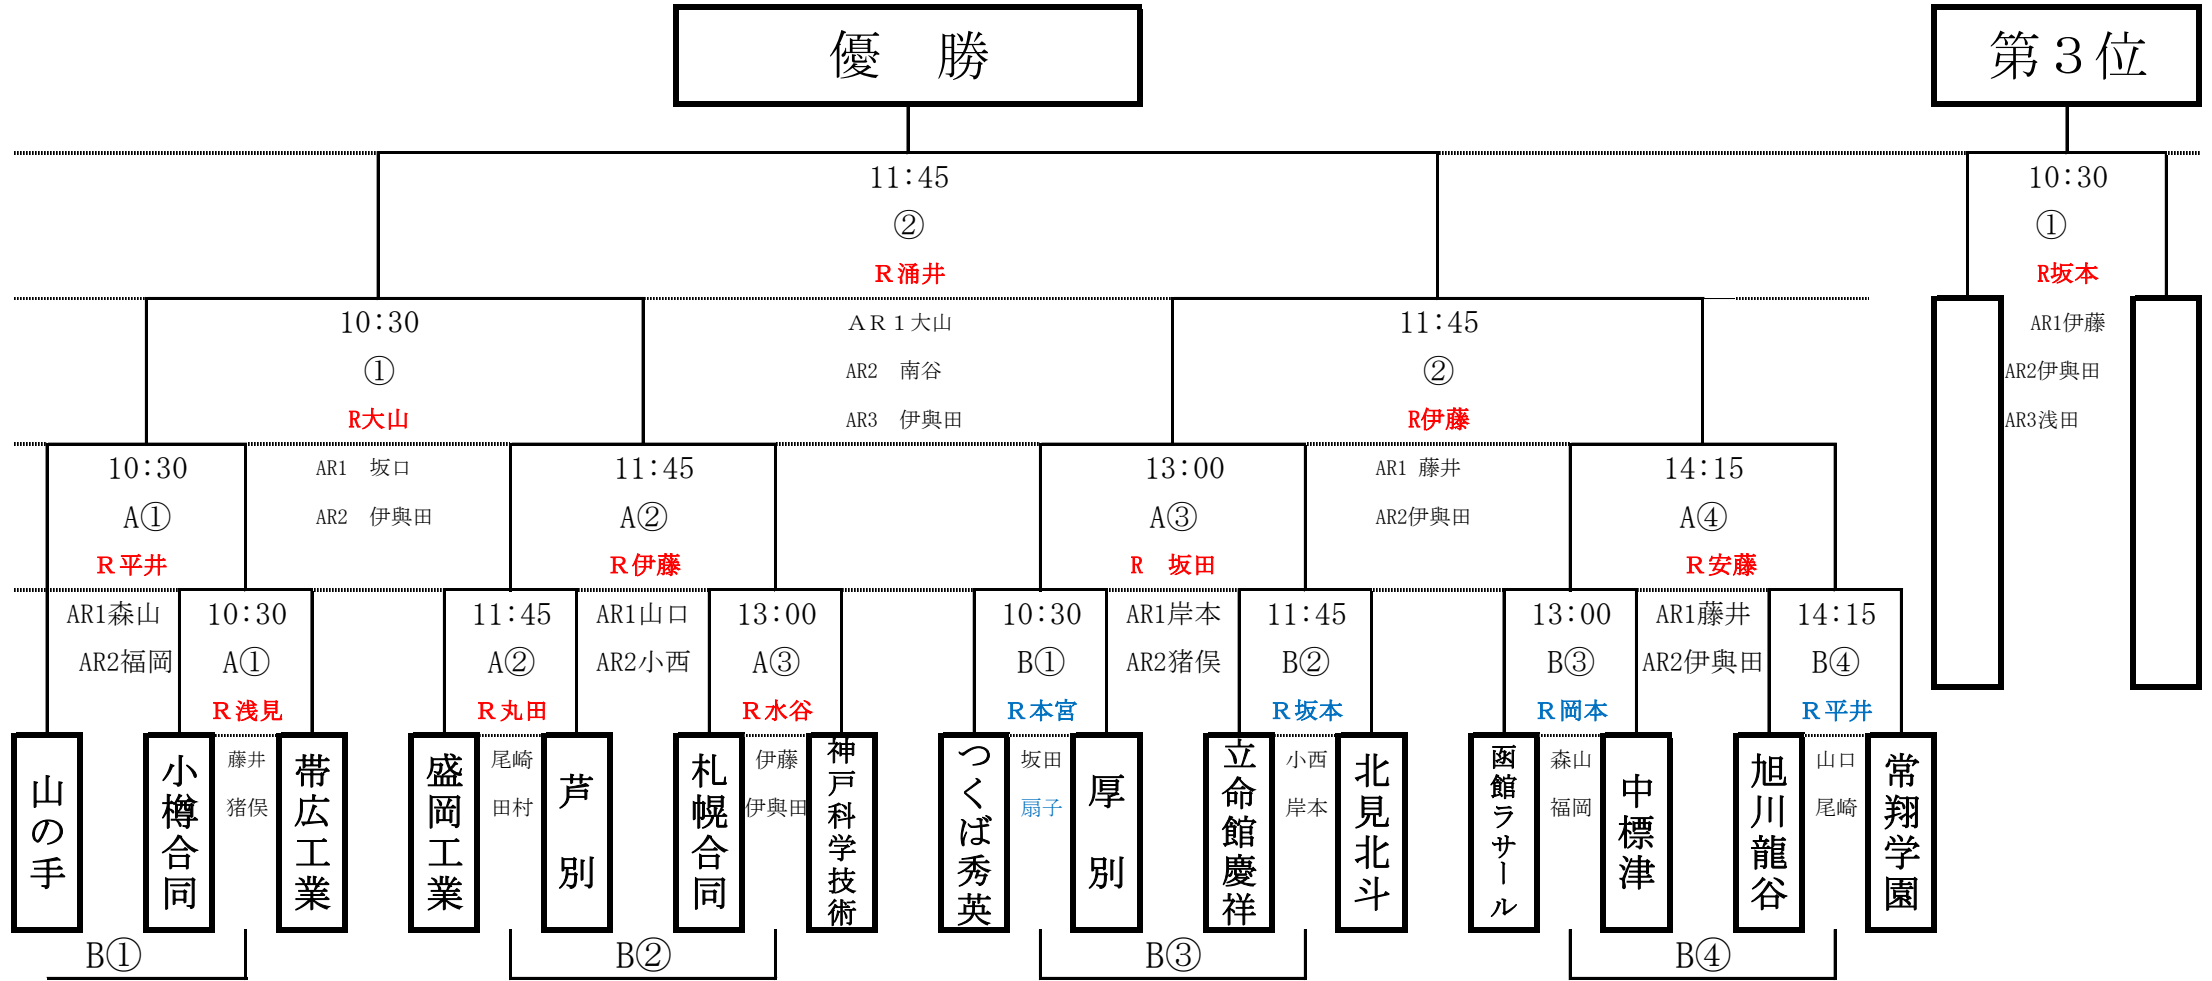 優　勝
第３位
11:45
②
Ｒ涌井
10:30
①
R坂本
10:30
①
R大山
ＡＲ１大山
AR2　南谷
AR3　伊與田
11:45
②
R伊藤
AR1伊藤
AR2伊與田
AR3浅田
10:30
A①
Ｒ平井
AR1　坂口
AR2　伊與田
11:45
A②
Ｒ伊藤
13:00
A③
R　坂田
AR1 藤井
AR2伊與田
14:15
A④
Ｒ安藤
AR1森山
AR2福岡
10:30
A①
Ｒ浅見
11:45
A②
Ｒ丸田
AR1山口
AR2小西
13:00
A③
Ｒ水谷
10:30
B①
Ｒ本宮
AR1岸本
AR2猪俣
11:45
B②
Ｒ坂本
13:00
B③
Ｒ岡本
AR1藤井
AR2伊與田
14:15
B④
Ｒ平井
山の手
小樽合同
藤井
猪俣
帯広工業
盛岡工業
尾崎
田村
芦別
札幌合同
伊藤
伊與田
神戸科学技術
つくば秀英
坂田
扇子
厚別
立命館慶祥
小西
岸本
北見北斗
函館ラサール
森山
福岡
中標津
旭川龍谷
山口
尾崎
常翔学園
B①
B②
B③
B④